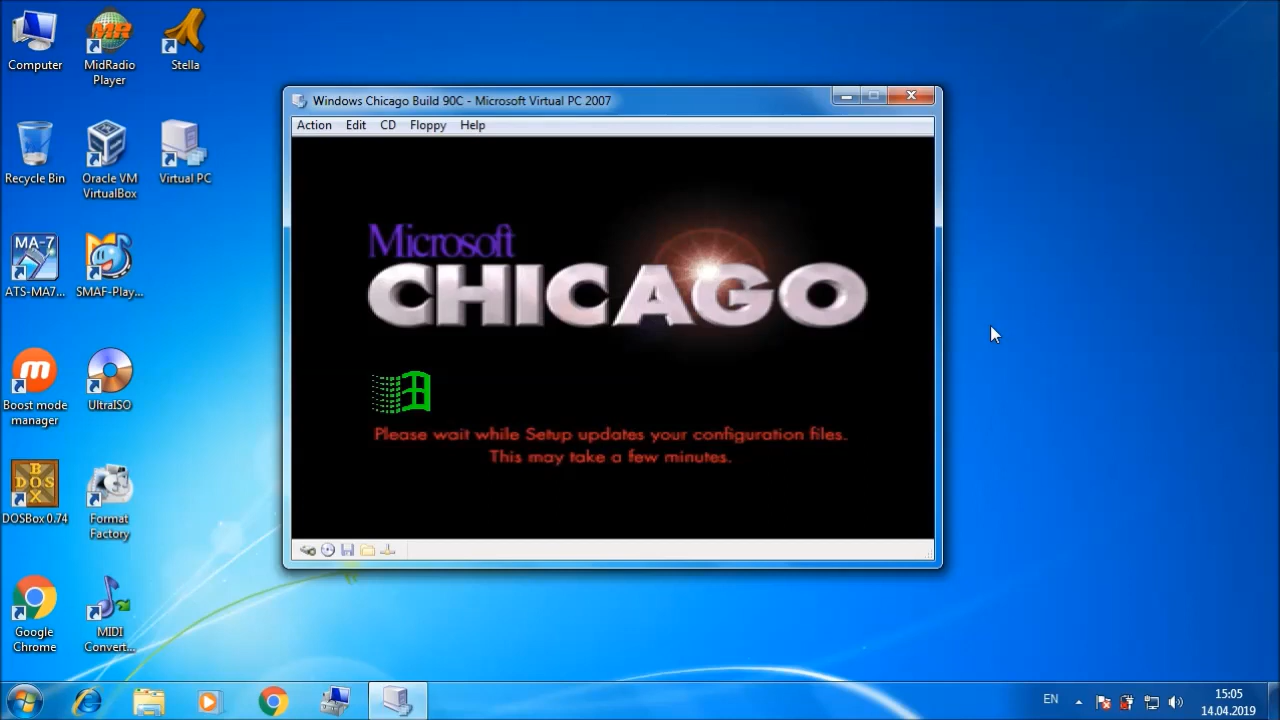 Computer
MidRadio
Player
Stella
Recycle Bin
Oracle VM
VirtualBox
Virtual PC
MA-7
ATS-MA7...
SMAF-Play...
Boost mode
manager
UltraISO
DOSBox 0.74
Format
Factory
Google
Chrome
MIDI
Convert...
Windows Chicago Build 90C - Microsoft Virtual PC 2007
Action Edit CD Floppy Help
Microsoft
CHICAGO
Please wait while Setup updates your configuration files.
This may take a few minutes.
EN
15:05
14.04.2019